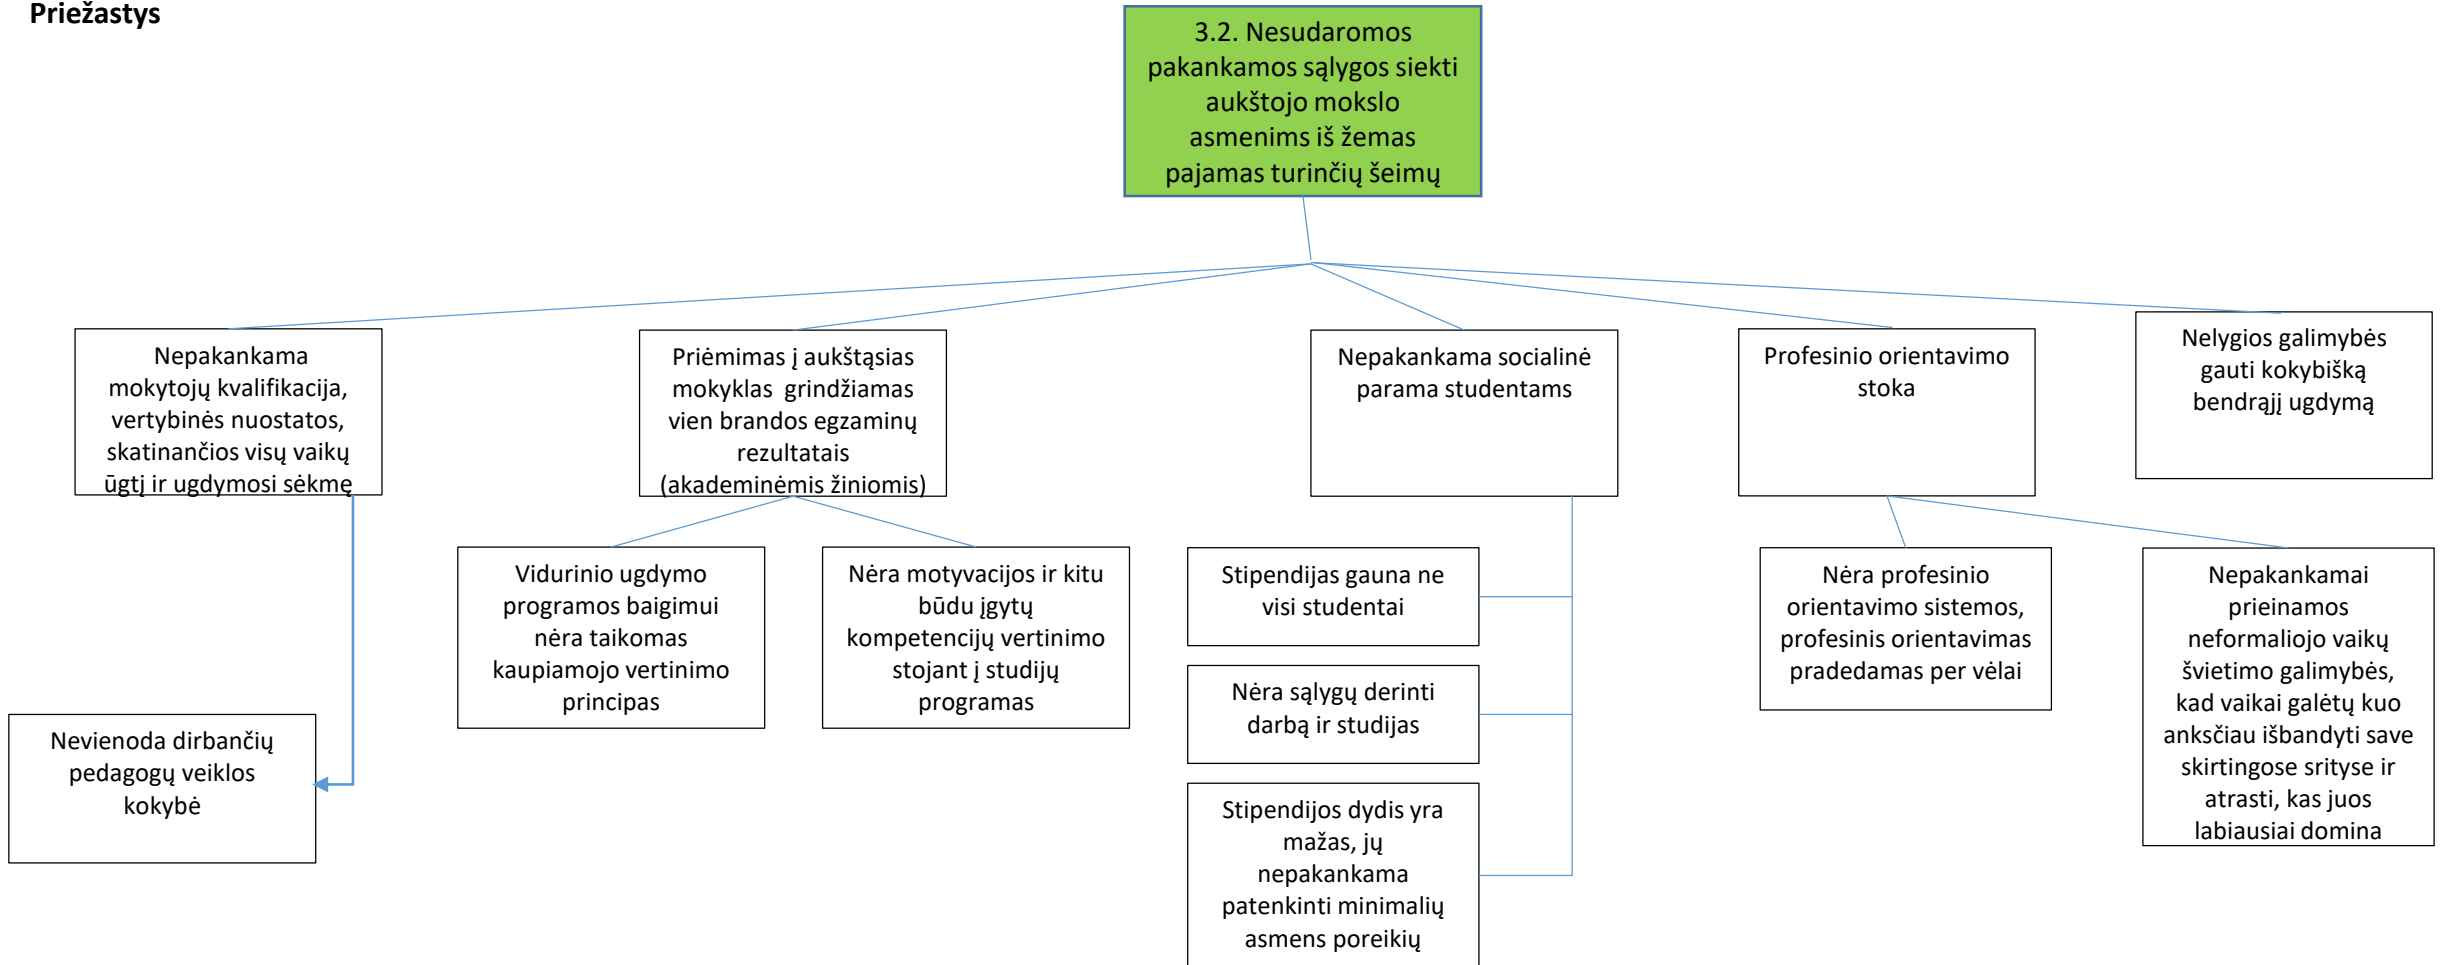 Priežastys
3.2. Nesudaromos
pakankamos sąlygos siekti
aukštojo mokslo
asmenims iš žemas
pajamas turinčių šeimų
Nepakankama
mokytojų kvalifikacija,
vertybinės nuostatos,
skatinančios visų vaikų
ūgtį ir ugdymosi sėkmę
Priėmimas į aukštąsias
mokyklas grindžiamas
vien brandos egzaminų
rezultatais
(akademinėmis žiniomis)
Nepakankama socialinė
parama studentams
Profesinio orientavimo
stoka
Nelygios galimybės
gauti kokybišką
bendrąjį ugdymą
Vidurinio ugdymo
programos baigimui
nėra taikomas
kaupiamojo vertinimo
principas
Nėra motyvacijos ir kitu
būdu įgytų
kompetencijų vertinimo
stojant į studijų
programas
Stipendijas gauna ne
visi studentai
Nėra sąlygų derinti
darbą ir studijas
Stipendijos dydis yra
mažas, jų
nepakankama
patenkinti minimalių
asmens poreikių
Nėra profesinio
orientavimo sistemos,
profesinis orientavimas
pradedamas per vėlai
Nepakankamai
prieinamos
neformaliojo vaikų
švietimo galimybės,
kad vaikai galėtų kuo
anksčiau išbandyti save
skirtingose srityse ir
atrasti, kas juos
labiausiai domina
Nevienoda dirbančių
pedagogų veiklos
kokybė